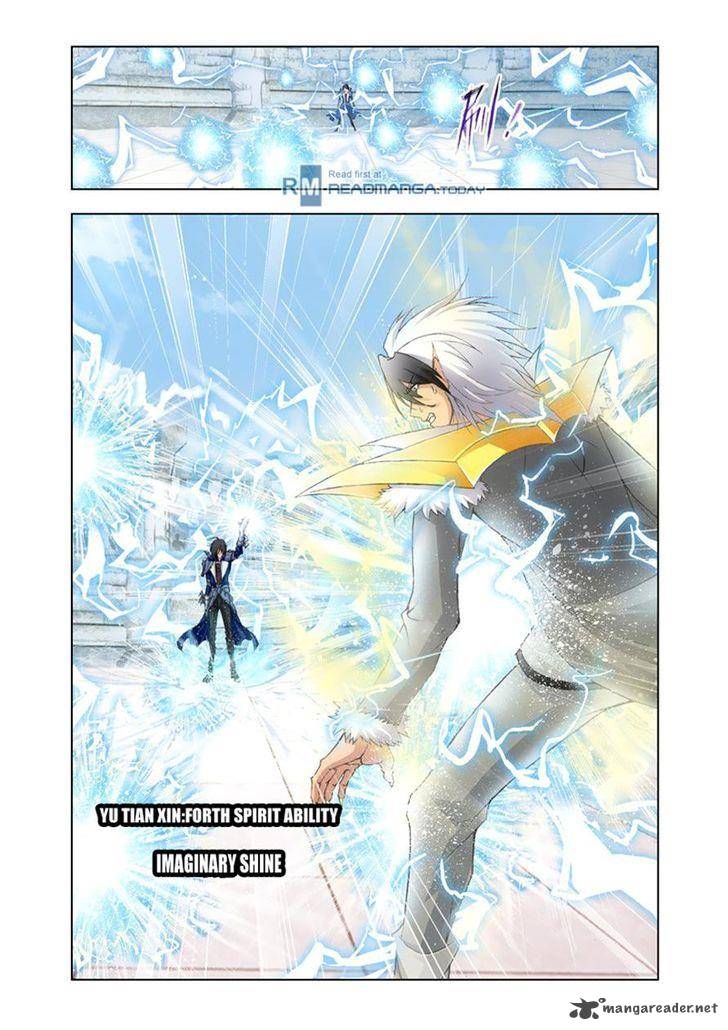 刷！
Read first at
RM-READMANGA.TODAY
YU TIAN XIN:FORTH SPIRIT ABILITY
IMAGINARY SHINE
mangareader.net